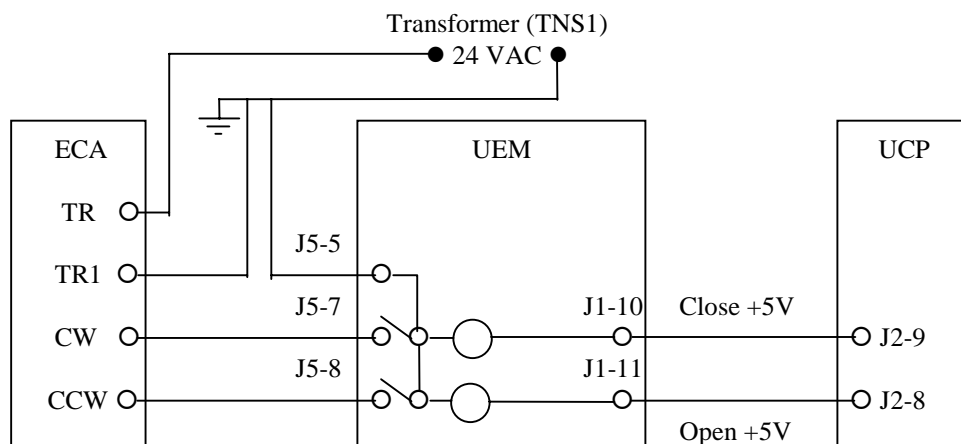 Transformer (TNS1)
24 VAC
ECA
UEM
UCP
TR
J5-5
TR1
J5-7
J1-10
Close +5V
CW
J2-9
J5-8
J1-11
CCW
J2-8
Open +5V